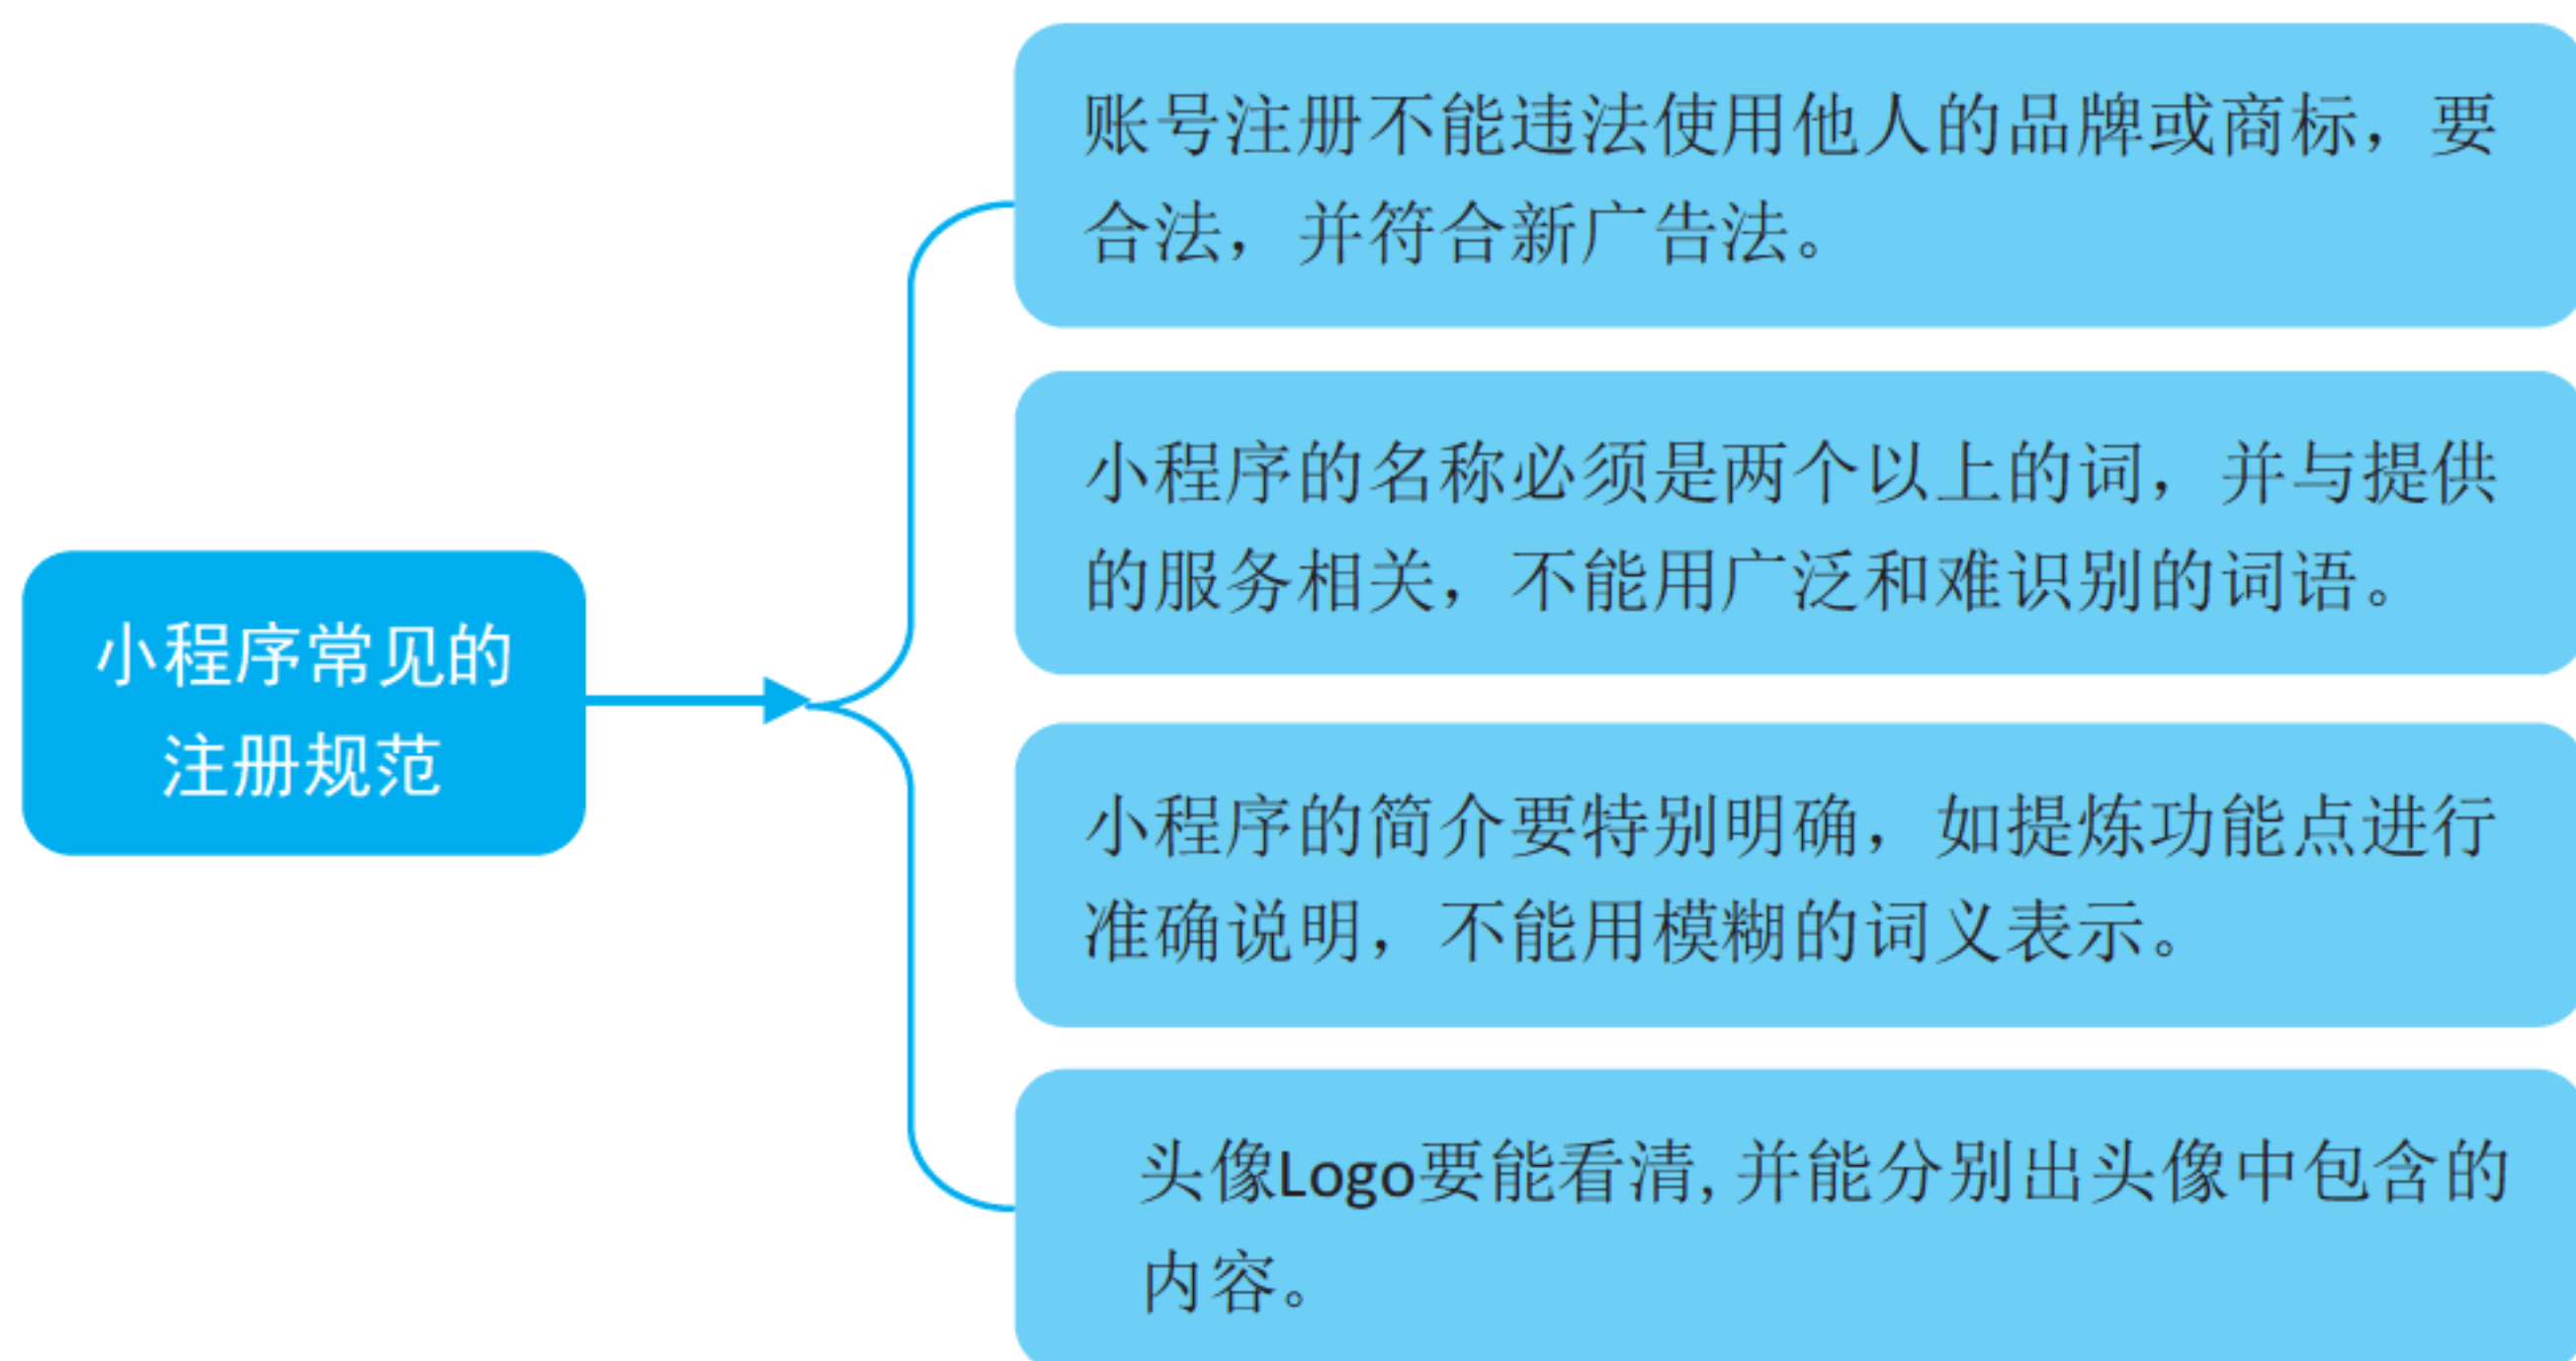 小程序常见的
注册规范
账号注册不能违法使用他人的品牌或商标，要
合法，并符合新广告法。
小程序的名称必须是两个以上的词，并与提供
的服务相关，不能用广泛和难识别的词语。
小程序的简介要特别明确，如提炼功能点进行
准确说明，不能用模糊的词义表示。
头像Logo要能看清,并能分别出头像中包含的
内容。